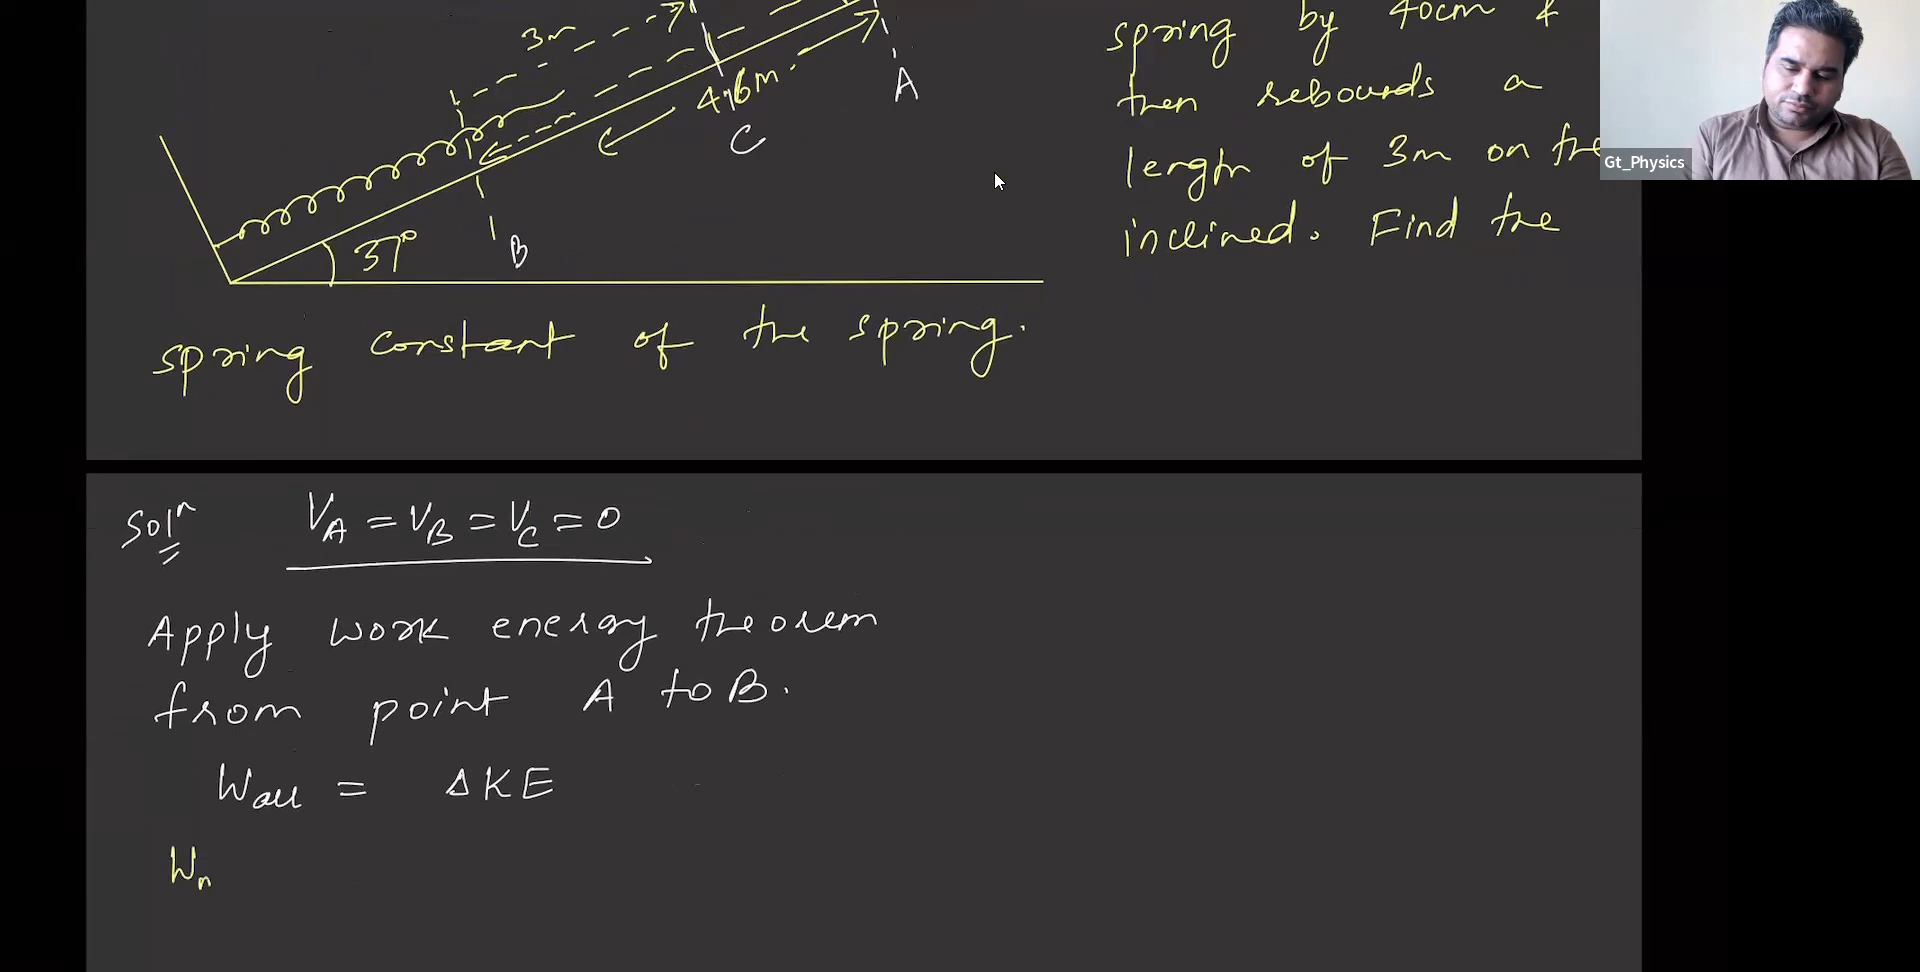 3m
4.6m
A
C
37°
B
spring by 40cm &
then rebounds a
length of 3m on the
inclined. Find the
Gt_Physics
spring constant of the spring.
Solⁿ V_A = V_B = V_C = 0
Apply work energy theorem
from point A to B.
W_all = ΔKE
W_n